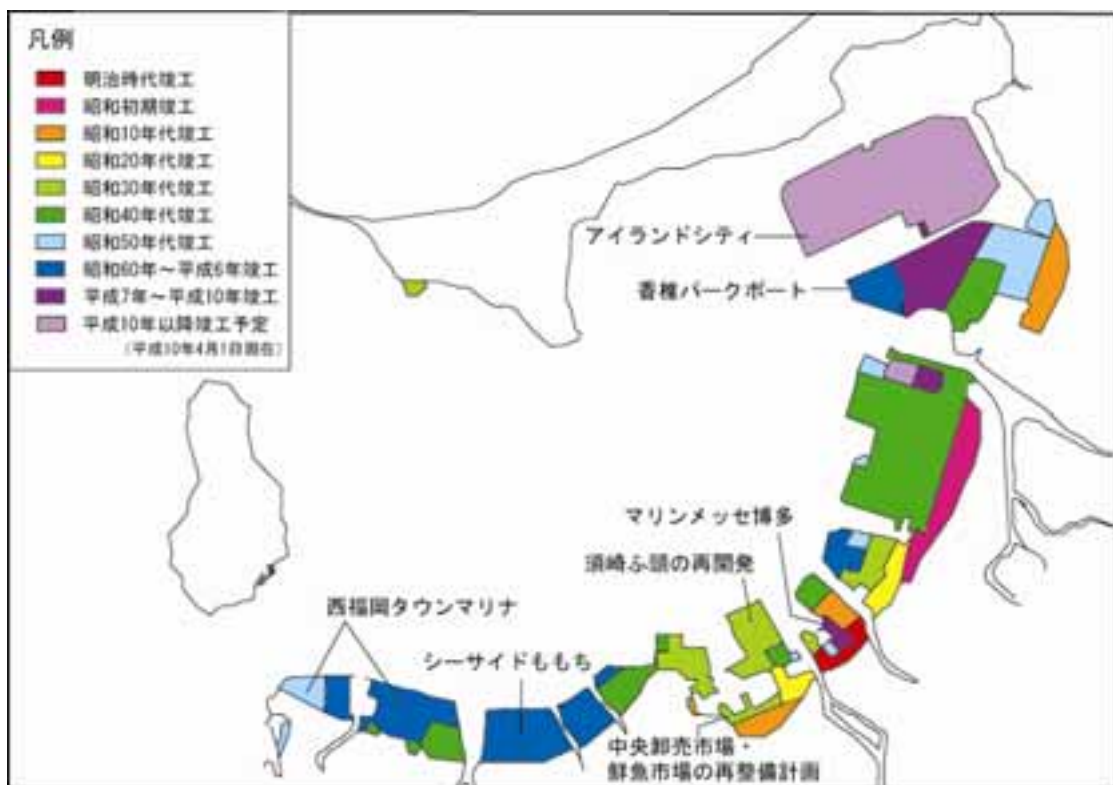 凡例
明治時代竣工
昭和初期竣工
昭和10年代竣工
昭和20年代竣工
昭和30年代竣工
昭和40年代竣工
昭和50年代竣工
昭和60年～平成6年竣工
平成7年～平成10年竣工
平成10年以降竣工予定
(平成10年4月1日現在)
アイランドシティ
香椎パークポート
マリンメッセ博多
須崎ふ頭の再開発
西福岡タウンマリナ
シーサイドももち
中央卸売市場・
鮮魚市場の再整備計画